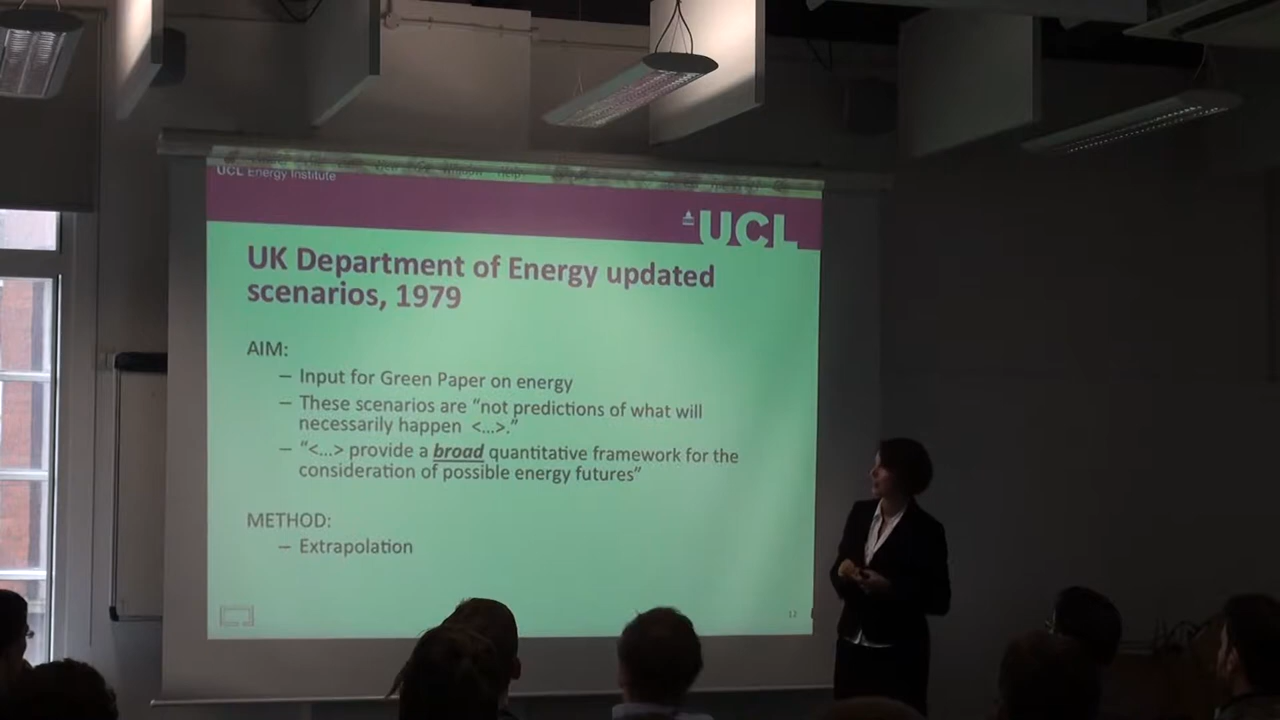 UCL Energy Institute
UCL
UK Department of Energy updated
scenarios, 1979
AIM:
– Input for Green Paper on energy
– These scenarios are “not predictions of what will
necessarily happen <...>.”
– “<...> provide a broad quantitative framework for the
consideration of possible energy futures”
METHOD:
– Extrapolation